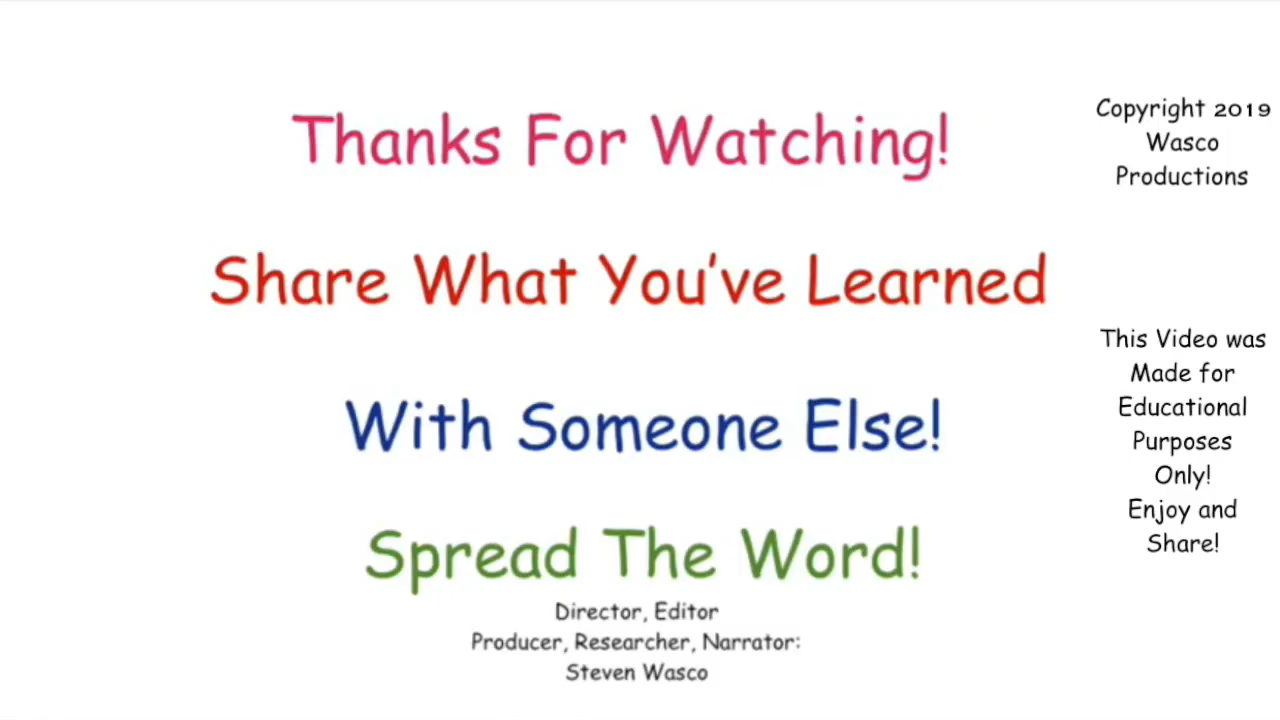 Thanks For Watching!
Share What You've Learned
With Someone Else!
Spread The Word!
Director, Editor
Producer, Researcher, Narrator:
Steven Wasco
Copyright 2019
Wasco
Productions
This Video was
Made for
Educational
Purposes
Only!
Enjoy and
Share!